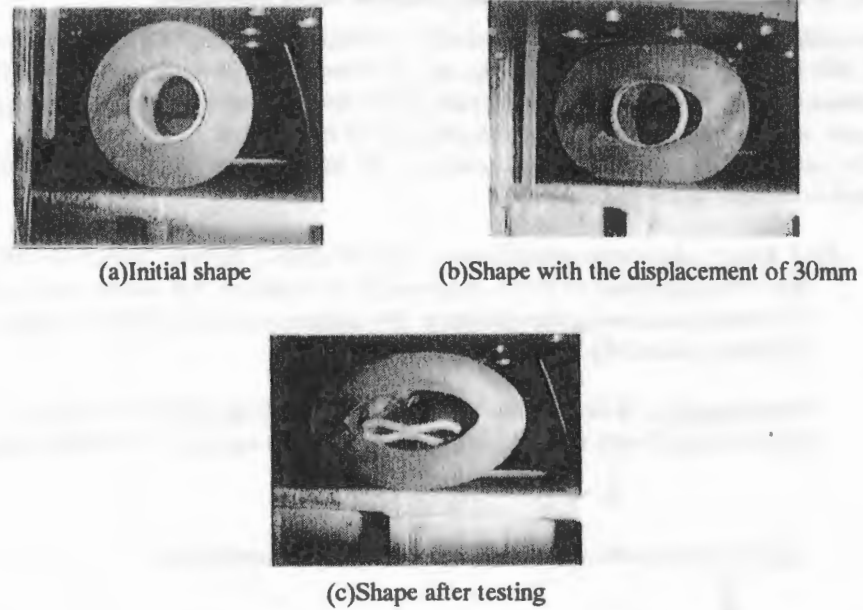 (a)Initial shape
(b)Shape with the displacement of 30mm
(c)Shape after testing